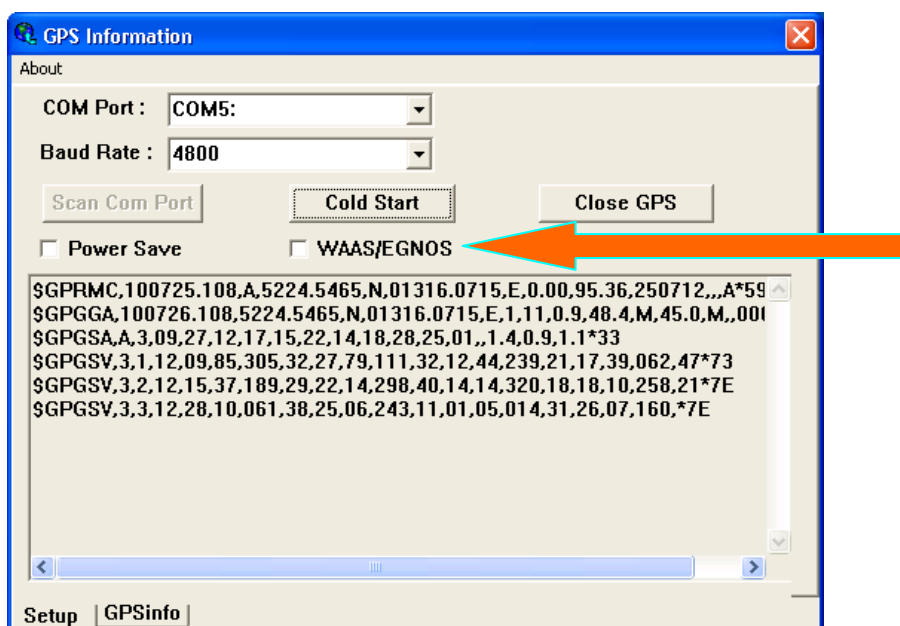 GPS Information
About
COM Port : COM5:
Baud Rate : 4800
Scan Com Port Cold Start Close GPS
Power Save WAAS/EGNOS
$GPRMC,100725.108,A,5224.5465,N,01316.0715,E,0.00,95.36,250712,,,A*59
$GPGGA,100726.108,5224.5465,N,01316.0715,E,1,11,0.9,48.4,M,45.0,M,,00
$GPGSA,A,3,09,27,12,17,15,22,14,18,28,25,01,,1.4,0.9,1.1*33
$GPGSV,3,1,12,09,85,305,32,27,79,111,32,12,44,239,21,17,39,062,47*73
$GPGSV,3,2,12,15,37,189,29,22,14,298,40,14,14,320,18,18,10,258,21*7E
$GPGSV,3,3,12,28,10,061,38,25,06,243,11,01,05,014,31,26,07,160,*7E
Setup GPSinfo